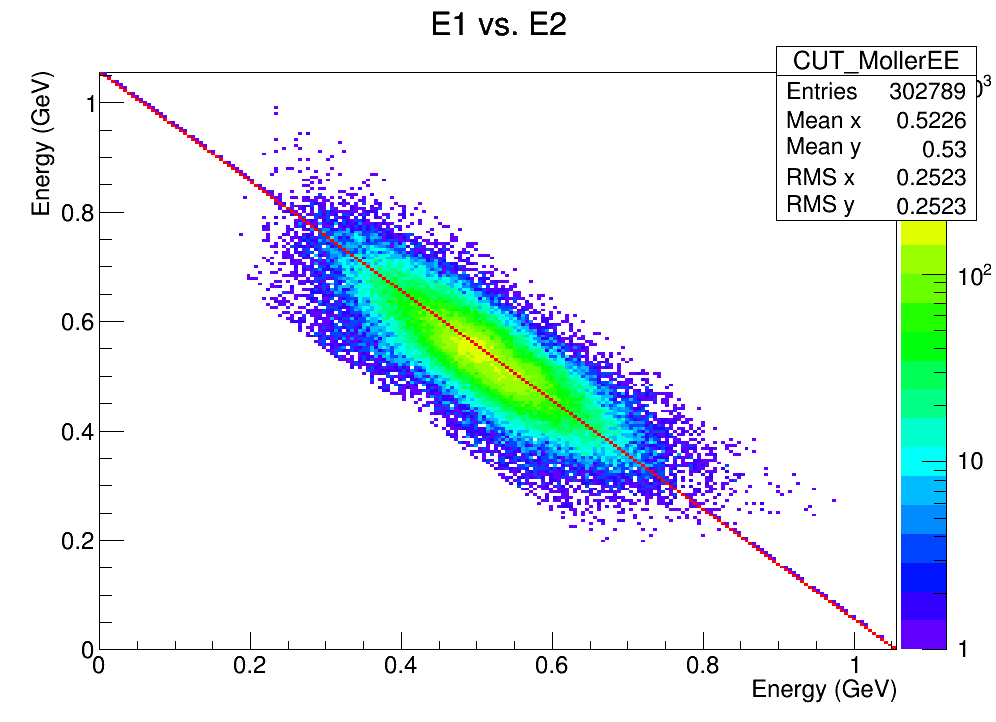 E1 vs. E2
CUT_MollerEE
Entries 302789
Mean x 0.5226
Mean y 0.53
RMS x 0.2523
RMS y 0.2523
Energy (GeV)
1
0.8
0.6
0.4
0.2
0
0 0.2 0.4 0.6 0.8 1
Energy (GeV)
10²
10
1